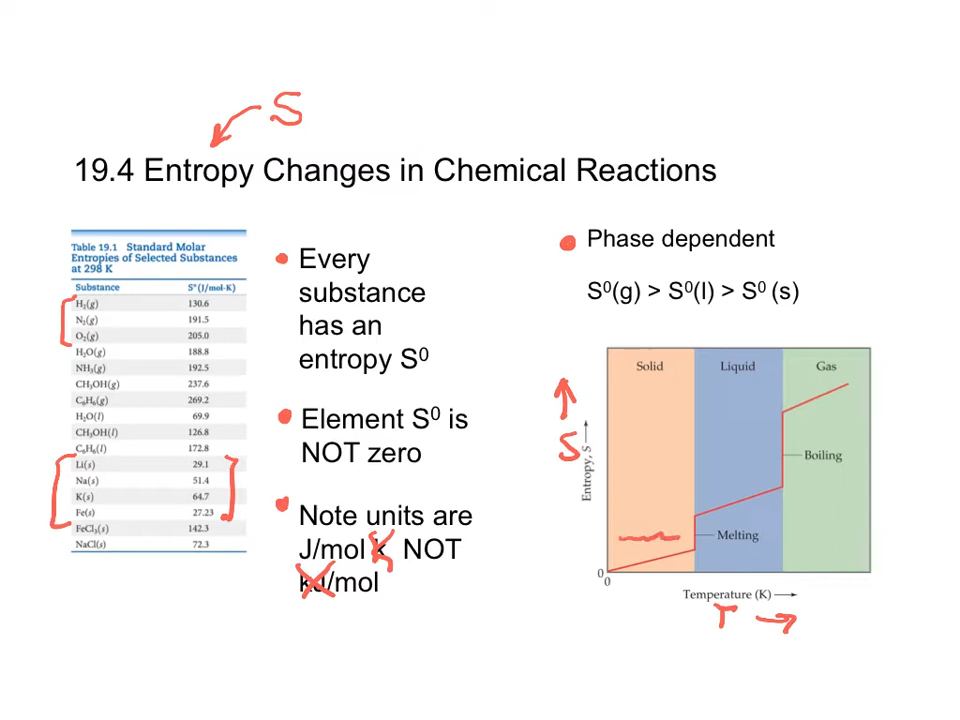 S
19.4 Entropy Changes in Chemical Reactions
Table 19.1 Standard Molar
Entropies of Selected Substances
at 298 K
Substance S°(J/mol-K)
H₂(g) 130.6
N₂(g) 191.5
O₂(g) 205.0
H₂O(g) 188.8
NH₃(g) 192.5
CH₃OH(g) 237.6
C₆H₆(g) 269.2
H₂O(l) 69.9
CH₃OH(l) 126.8
C₆H₆(l) 172.8
Li(s) 29.1
Na(s) 51.4
K(s) 64.7
Fe(s) 27.23
FeCl₃(s) 142.3
NaCl(s) 72.3
• Every
substance
has an
entropy S⁰
• Element S⁰ is
NOT zero
• Note units are
J/mol k NOT
kJ/mol
• Phase dependent
S⁰(g) > S⁰(l) > S⁰ (s)
Solid Liquid Gas
S
Entropy, S →
Boiling
Melting
0
0
Temperature (K) →
T →